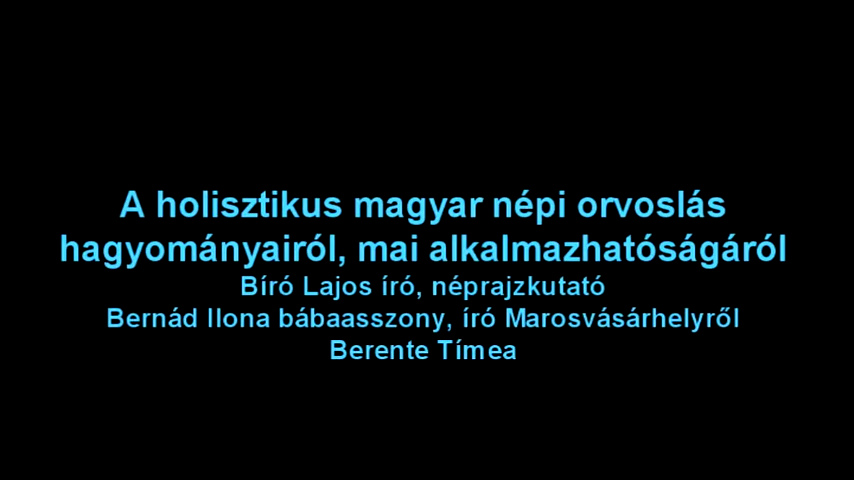 A holisztikus magyar népi orvoslás
hagyományairól, mai alkalmazhatóságáról
Bíró Lajos író, néprajzkutató
Bernád Ilona bábaasszony, író Marosvásárhelyről
Berente Tímea